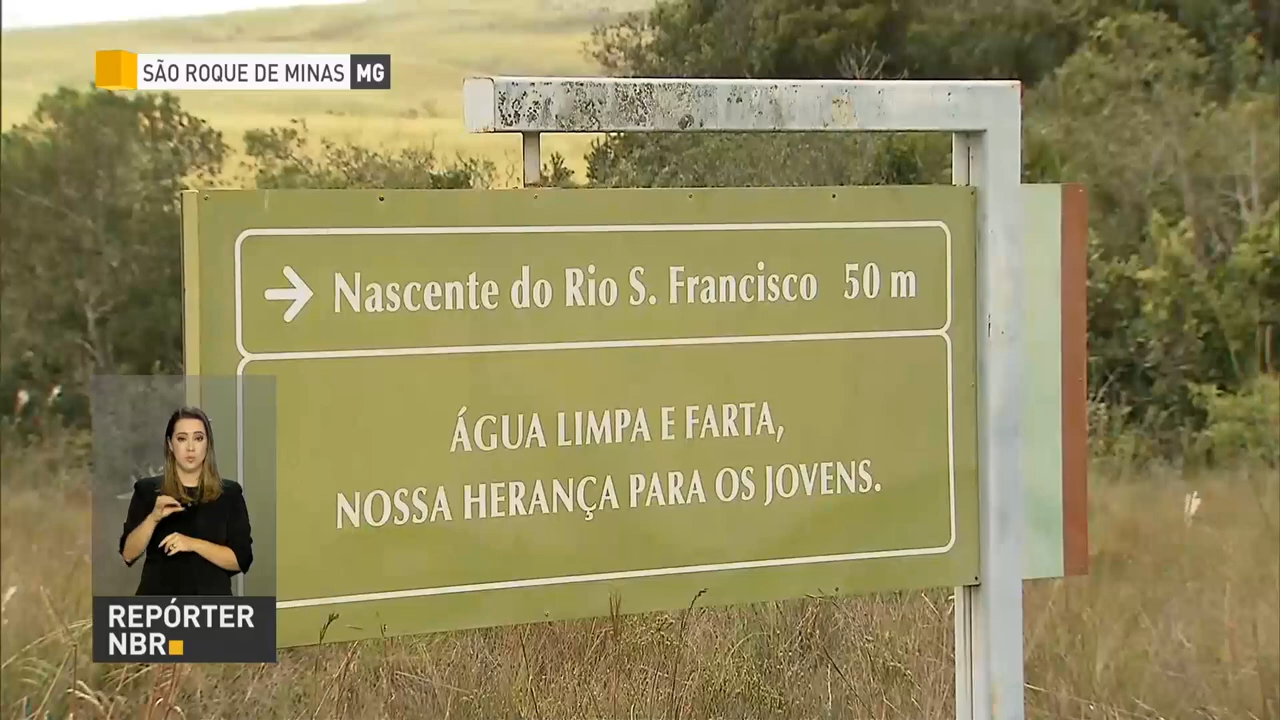 SÃO ROQUE DE MINAS MG
→ Nascente do Rio S. Francisco 50 m
ÁGUA LIMPA E FARTA,
NOSSA HERANÇA PARA OS JOVENS.
REPÓRTER
NBR